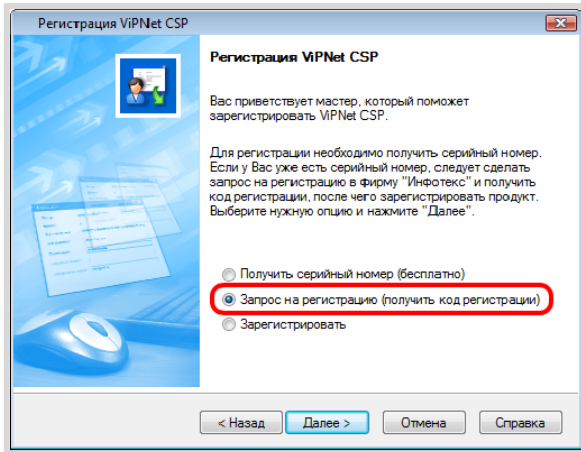 Регистрация ViPNet CSP
Регистрация ViPNet CSP
Вас приветствует мастер, который поможет
зарегистрировать ViPNet CSP.
Для регистрации необходимо получить серийный номер.
Если у Вас уже есть серийный номер, следует сделать
запрос на регистрацию в фирму "Инфотекс" и получить
код регистрации, после чего зарегистрировать продукт.
Выберите нужную опцию и нажмите "Далее".
Получить серийный номер (бесплатно)
Запрос на регистрацию (получить код регистрации)
Зарегистрировать
< Назад Далее > Отмена Справка